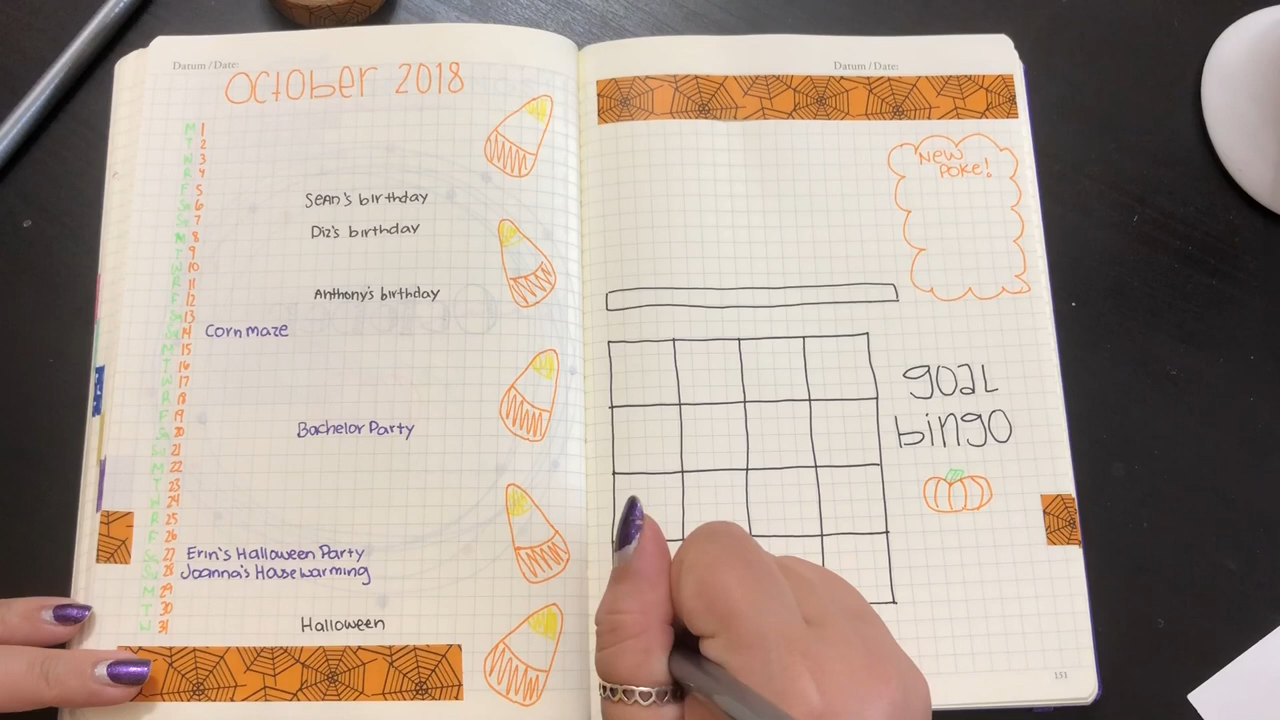 Datum / Date:
October 2018
M 1
T 2
W 3
R 4
F 5
Sa 6 Sean's birthday
Su 7
M 8 Diz's birthday
T 9
W 10
R 11
F 12 Anthony's birthday
Sa 13
Su 14 Corn maze
M 15
T 16
W 17
R 18
F 19
Sa 20 Bachelor Party
Su 21
M 22
T 23
W 24
R 25
F 26
Sa 27 Erin's Halloween Party
Su 28 Joanna's Housewarming
M 29
T 30
W 31 Halloween
Datum / Date:
New
Poke!
goal
bingo
151